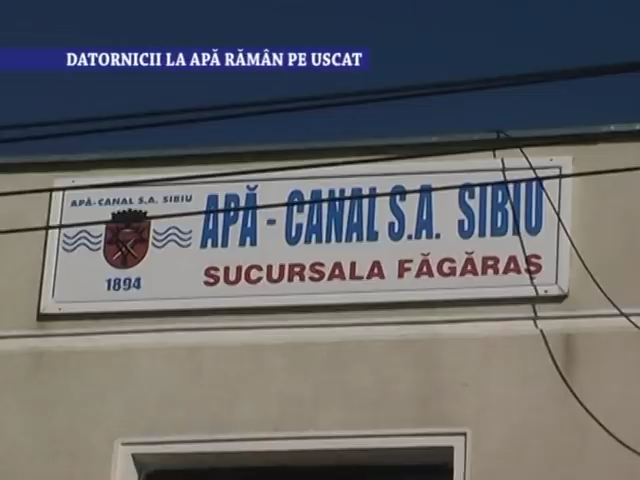 DATORNICII LA APĂ RĂMÂN PE USCAT
APĂ-CANAL S.A. SIBIU
1894
APĂ - CANAL S.A. SIBIU
SUCURSALA FĂGĂRAȘ